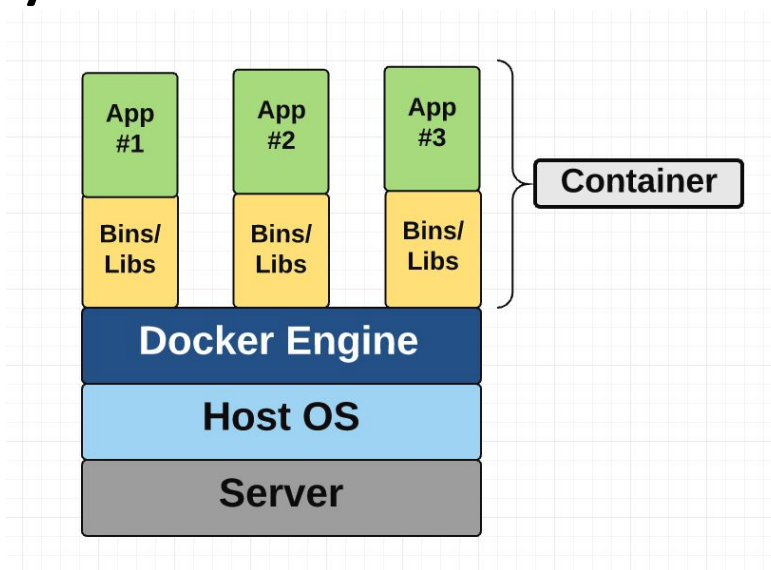 App
#1
App
#2
App
#3
Container
Bins/
Libs
Bins/
Libs
Bins/
Libs
Docker Engine
Host OS
Server